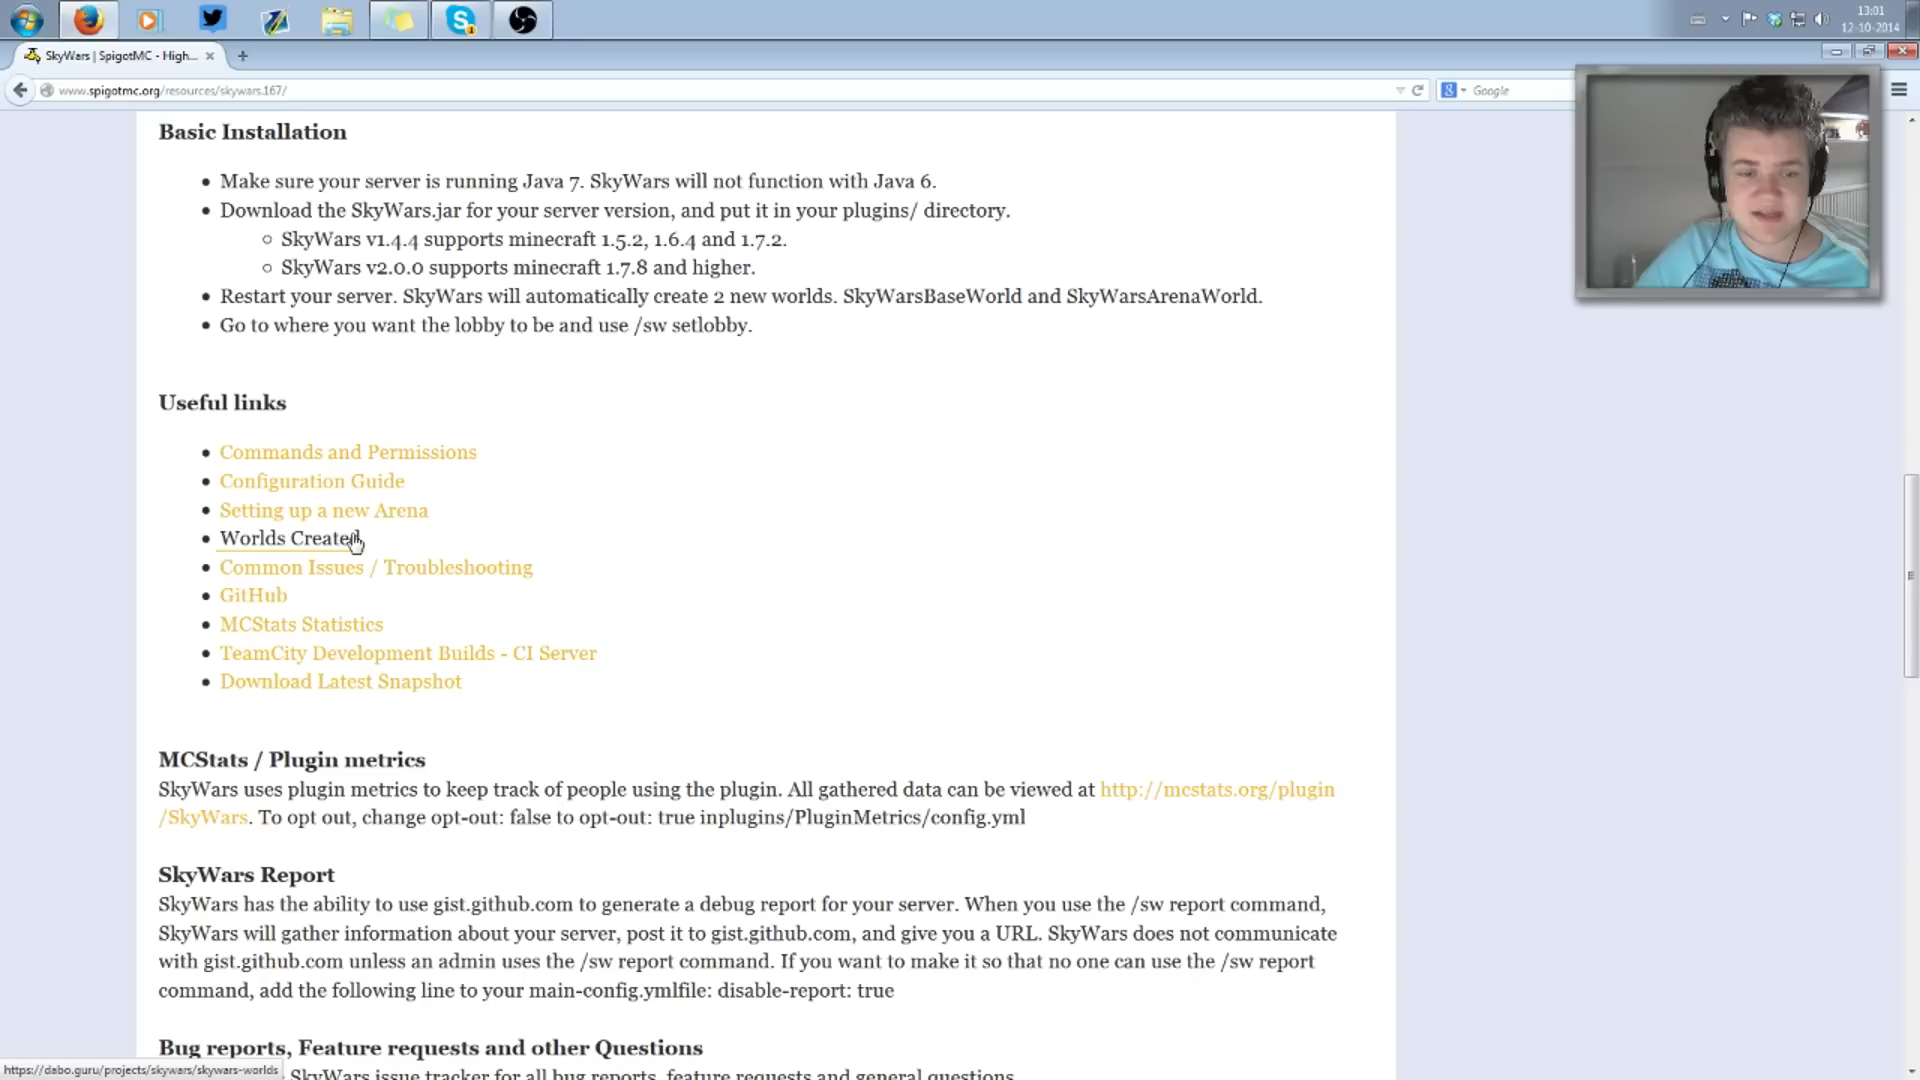 13:01
12-10-2014
SkyWars | SpigotMC - High...
www.spigotmc.org/resources/skywars.167/
Google
Basic Installation
Make sure your server is running Java 7. SkyWars will not function with Java 6.
Download the SkyWars.jar for your server version, and put it in your plugins/ directory.
SkyWars v1.4.4 supports minecraft 1.5.2, 1.6.4 and 1.7.2.
SkyWars v2.0.0 supports minecraft 1.7.8 and higher.
Restart your server. SkyWars will automatically create 2 new worlds. SkyWarsBaseWorld and SkyWarsArenaWorld.
Go to where you want the lobby to be and use /sw setlobby.
Useful links
Commands and Permissions
Configuration Guide
Setting up a new Arena
Worlds Created
Common Issues / Troubleshooting
GitHub
MCStats Statistics
TeamCity Development Builds - CI Server
Download Latest Snapshot
MCStats / Plugin metrics
SkyWars uses plugin metrics to keep track of people using the plugin. All gathered data can be viewed at http://mcstats.org/plugin
/SkyWars. To opt out, change opt-out: false to opt-out: true inplugins/PluginMetrics/config.yml
SkyWars Report
SkyWars has the ability to use gist.github.com to generate a debug report for your server. When you use the /sw report command,
SkyWars will gather information about your server, post it to gist.github.com, and give you a URL. SkyWars does not communicate
with gist.github.com unless an admin uses the /sw report command. If you want to make it so that no one can use the /sw report
command, add the following line to your main-config.ymlfile: disable-report: true
Bug reports, Feature requests and other Questions
SkyWars issue tracker for all bug reports, feature requests and general questions
https://dabo.guru/projects/skywars/skywars-worlds